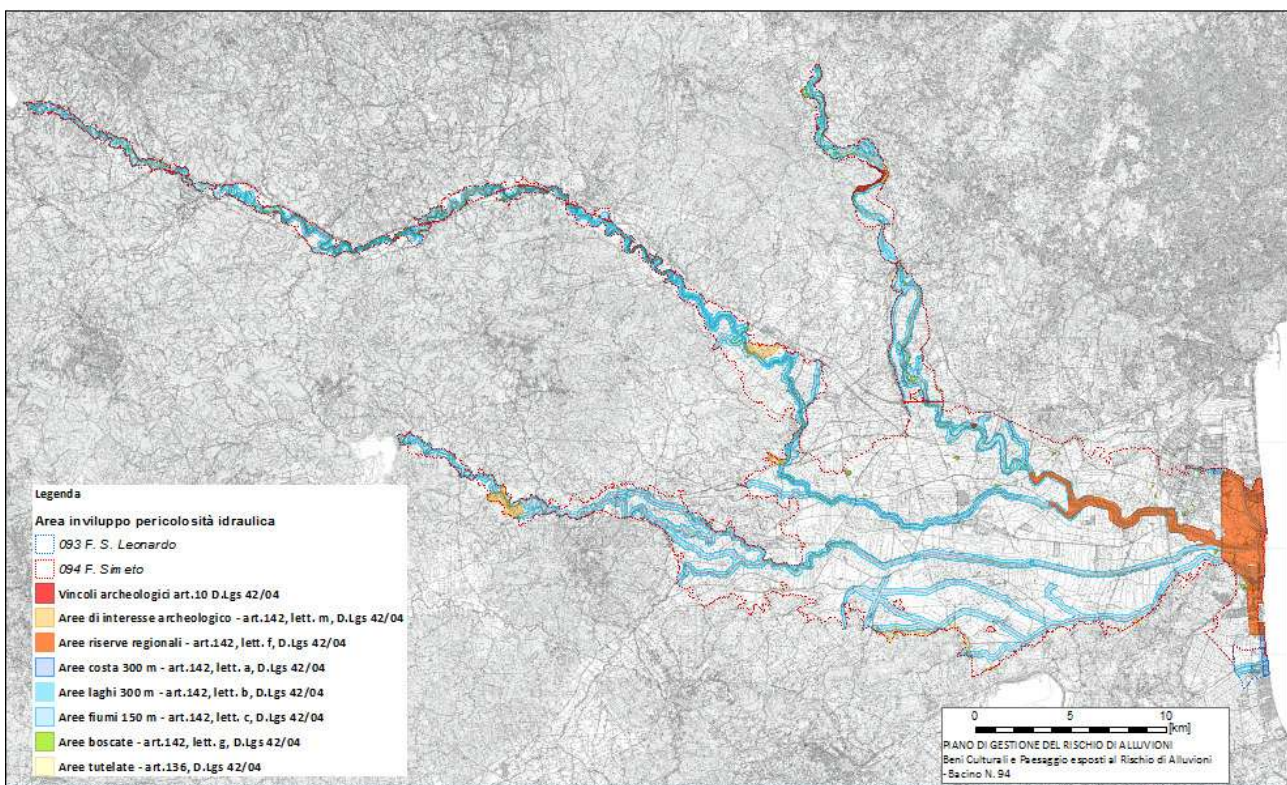 Legenda
Area inviluppo pericolosità idraulica
093 F. S. Leonardo
094 F. Simeto
Vincoli archeologici art.10 D.Lgs 42/04
Aree di interesse archeologico - art.142, lett. m, D.Lgs 42/04
Aree riserve regionali - art.142, lett. f, D.Lgs 42/04
Aree costa 300 m - art.142, lett. a, D.Lgs 42/04
Aree laghi 300 m - art.142, lett. b, D.Lgs 42/04
Aree fiumi 150 m - art.142, lett. c, D.Lgs 42/04
Aree boscate - art.142, lett. g, D.Lgs 42/04
Aree tutelate - art.136, D.Lgs 42/04
0 5 10
[km]
PIANO DI GESTIONE DEL RISCHIO DI ALLUVIONI
Beni Culturali e Paesaggio esposti al Rischio di Alluvioni
- Bacino N. 94